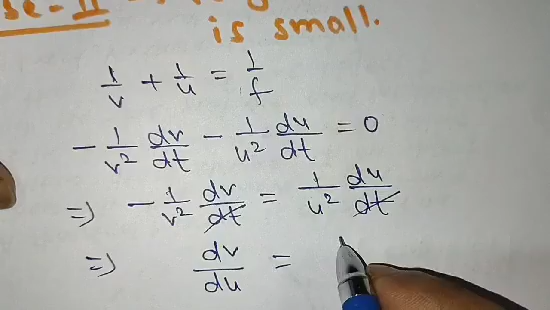 is small.
1/v + 1/u = 1/f
- 1/v² dv/dt - 1/u² du/dt = 0
⇒ - 1/v² dv/dt = 1/u² du/dt
⇒ dv/du =